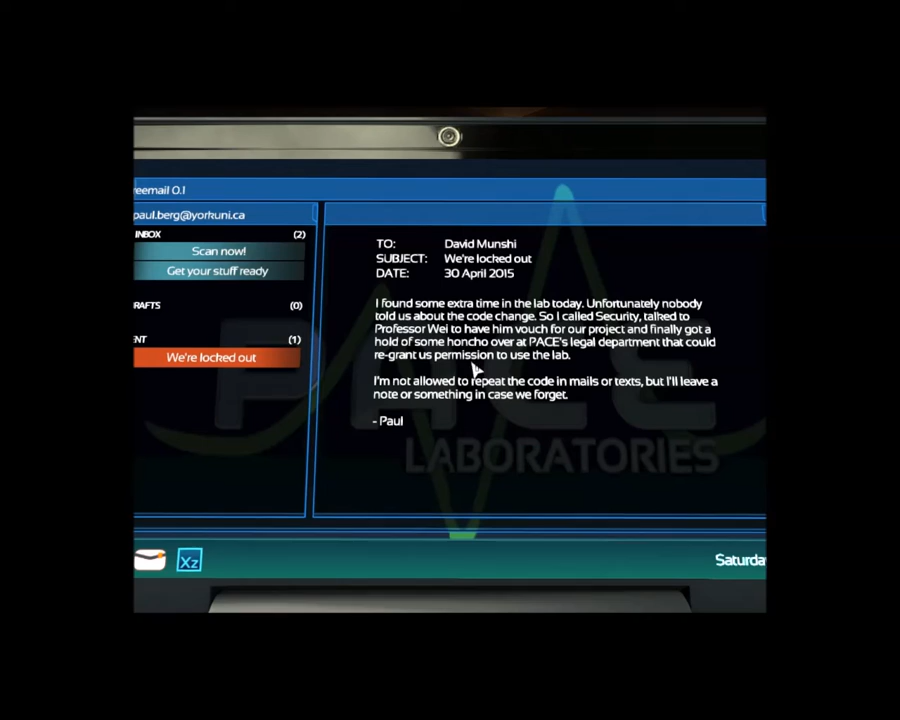 reemail 0.1
paul.berg@yorkuni.ca
INBOX (2)
Scan now!
Get your stuff ready
RAFTS (0)
ENT (1)
We're locked out
TO: David Munshi
SUBJECT: We're locked out
DATE: 30 April 2015
I found some extra time in the lab today. Unfortunately nobody
told us about the code change. So I called Security, talked to
Professor Wei to have him vouch for our project and finally got a
hold of some honcho over at PACE's legal department that could
re-grant us permission to use the lab.
I'm not allowed to repeat the code in mails or texts, but I'll leave a
note or something in case we forget.
- Paul
PACE
LABORATORIES
Xz
Saturda